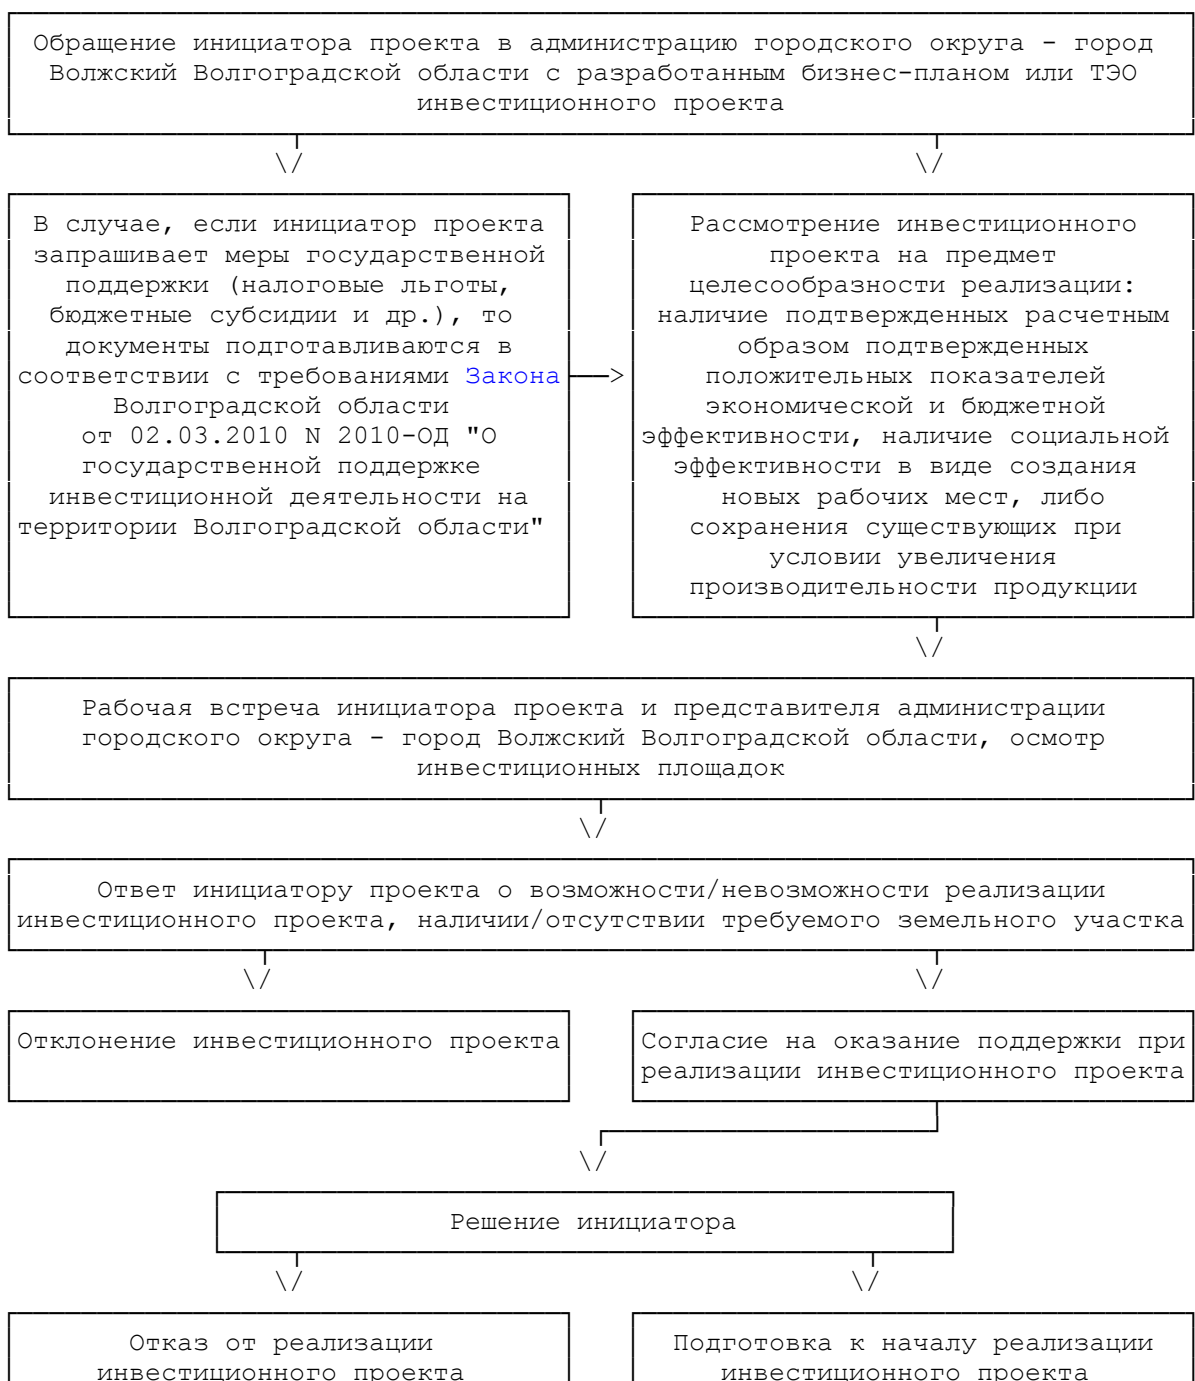 Обращение инициатора проекта в администрацию городского округа - город
Волжский Волгоградской области с разработанным бизнес-планом или ТЭО
инвестиционного проекта
В случае, если инициатор проекта
запрашивает меры государственной
поддержки (налоговые льготы,
бюджетные субсидии и др.), то
документы подготавливаются в
соответствии с требованиями Закона
Волгоградской области
от 02.03.2010 N 2010-ОД "О
государственной поддержке
инвестиционной деятельности на
территории Волгоградской области"
Рассмотрение инвестиционного
проекта на предмет
целесообразности реализации:
наличие подтвержденных расчетным
образом подтвержденных
положительных показателей
экономической и бюджетной
эффективности, наличие социальной
эффективности в виде создания
новых рабочих мест, либо
сохранения существующих при
условии увеличения
производительности продукции
Рабочая встреча инициатора проекта и представителя администрации
городского округа - город Волжский Волгоградской области, осмотр
инвестиционных площадок
Ответ инициатору проекта о возможности/невозможности реализации
инвестиционного проекта, наличии/отсутствии требуемого земельного участка
Отклонение инвестиционного проекта
Согласие на оказание поддержки при
реализации инвестиционного проекта
Решение инициатора
Отказ от реализации
инвестиционного проекта
Подготовка к началу реализации
инвестиционного проекта